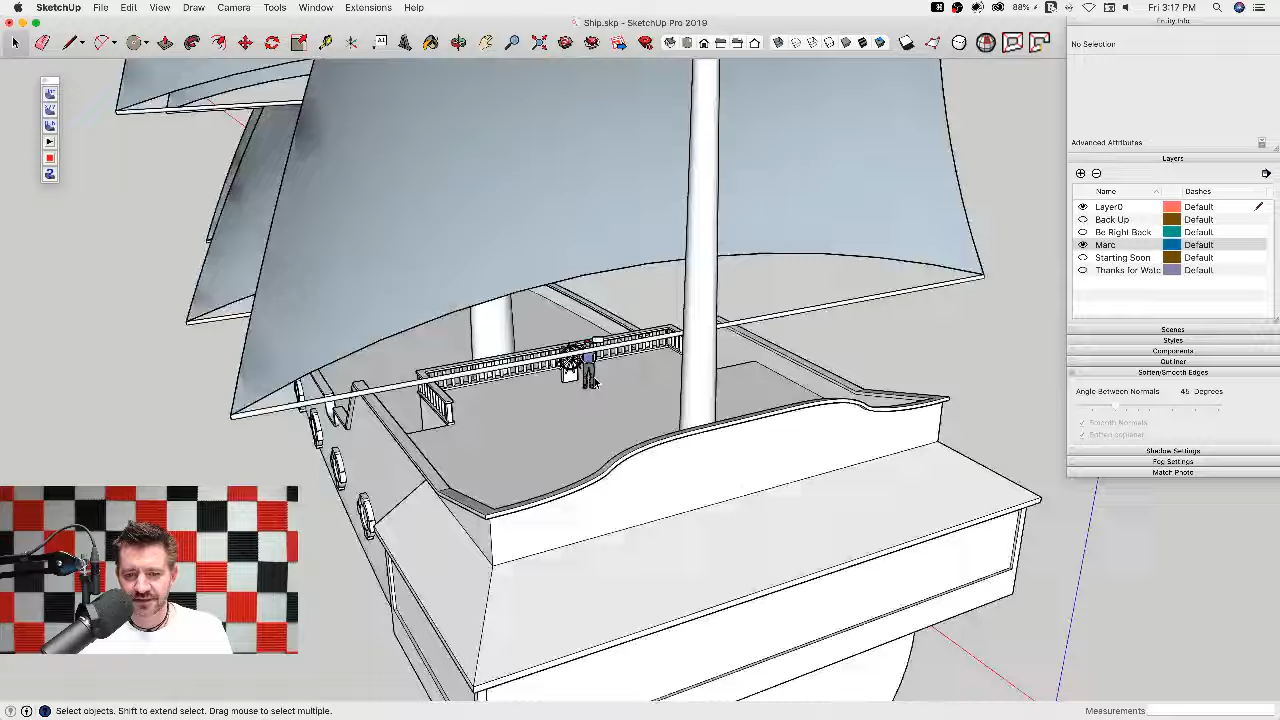 SketchUp File Edit View Draw Camera Tools Window Extensions Help 88% Fri 3:17 PM
Ship.skp - SketchUp Pro 2019
Entity Info
No Selection
Advanced Attributes
Layers
Name Dashes
Layer0 Default
Back Up Default
Be Right Back Default
Marc Default
Starting Soon Default
Thanks for Watc Default
Scenes
Styles
Components
Outliner
Soften/Smooth Edges
Angle Between Normals 45 Degrees
Smooth Normals
Soften coplanar
Shadow Settings
Fog Settings
Match Photo
Select objects. Shift to extend select. Drag mouse to select multiple. Measurements